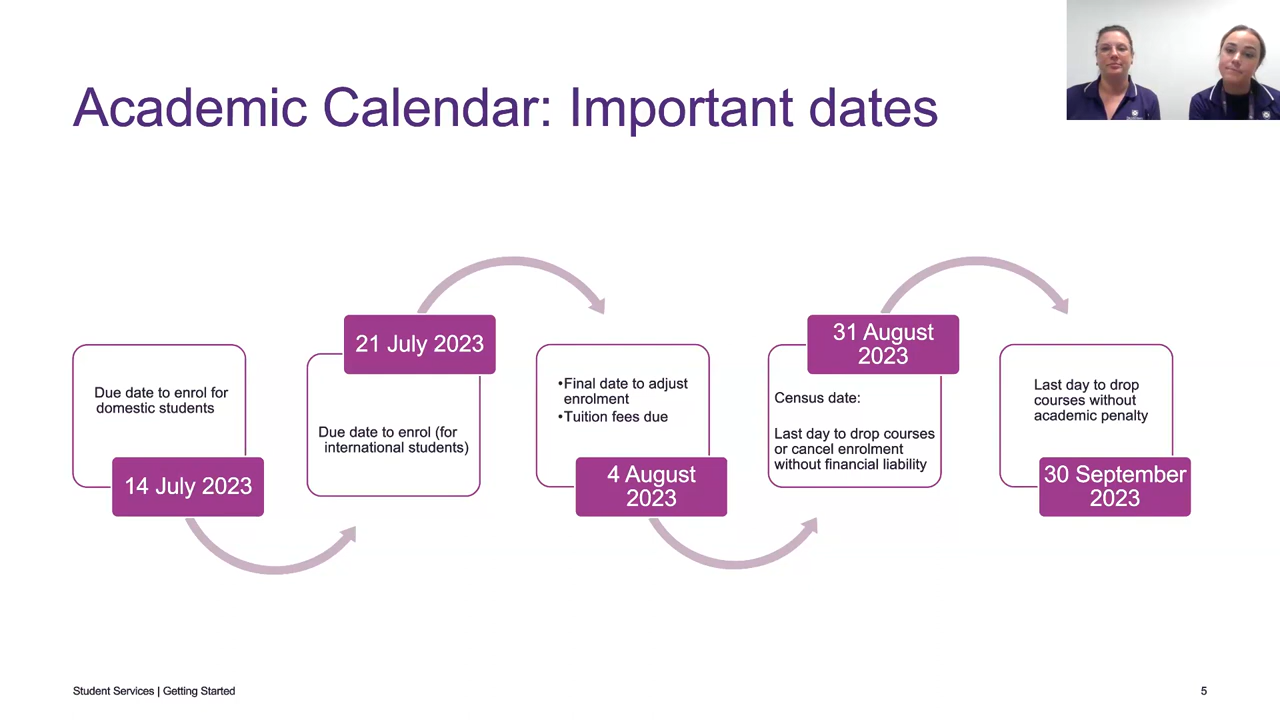 Academic Calendar: Important dates
Due date to enrol for
domestic students
14 July 2023
21 July 2023
Due date to enrol (for
international students)
•Final date to adjust
enrolment
•Tuition fees due
4 August
2023
31 August
2023
Census date:
Last day to drop courses
or cancel enrolment
without financial liability
Last day to drop
courses without
academic penalty
30 September
2023
Student Services | Getting Started
5